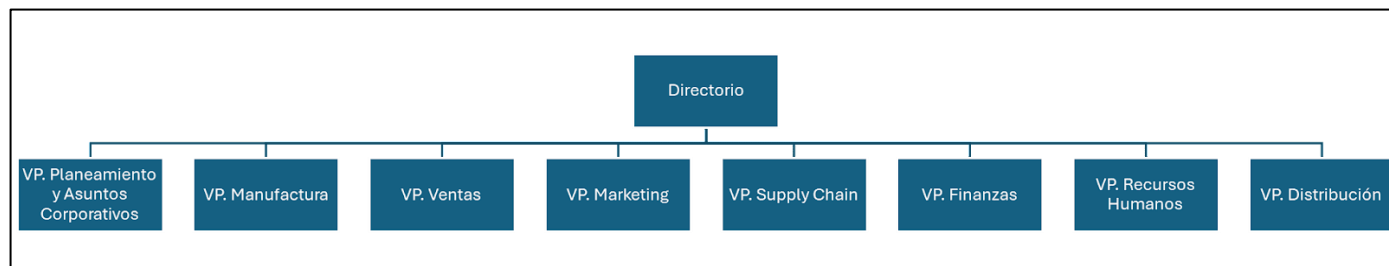 Directorio
VP. Planeamiento
y Asuntos
Corporativos
VP. Manufactura
VP. Ventas
VP. Marketing
VP. Supply Chain
VP. Finanzas
VP. Recursos
Humanos
VP. Distribución